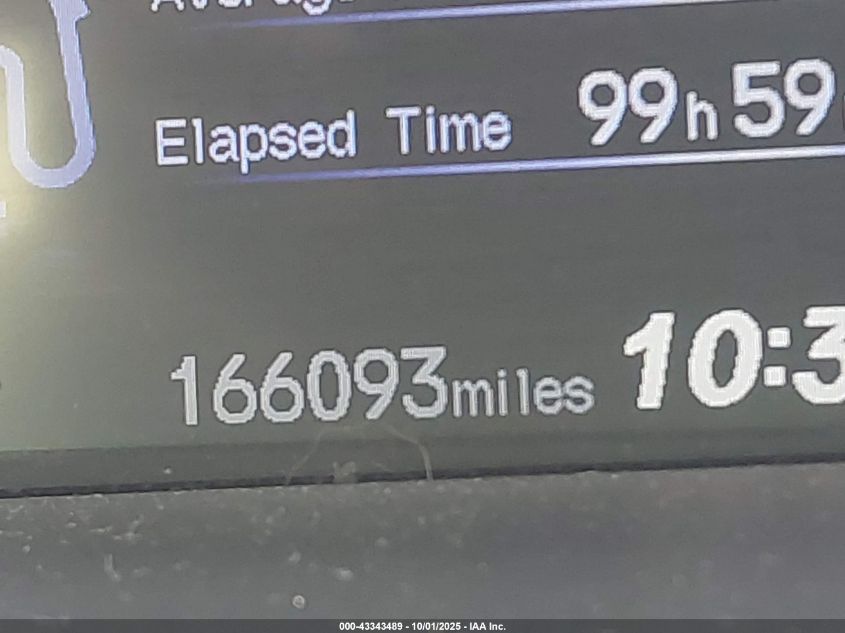 Elapsed Time 99h59
166093miles 10:3
000-43343489 - 10/01/2025 - IAA Inc.